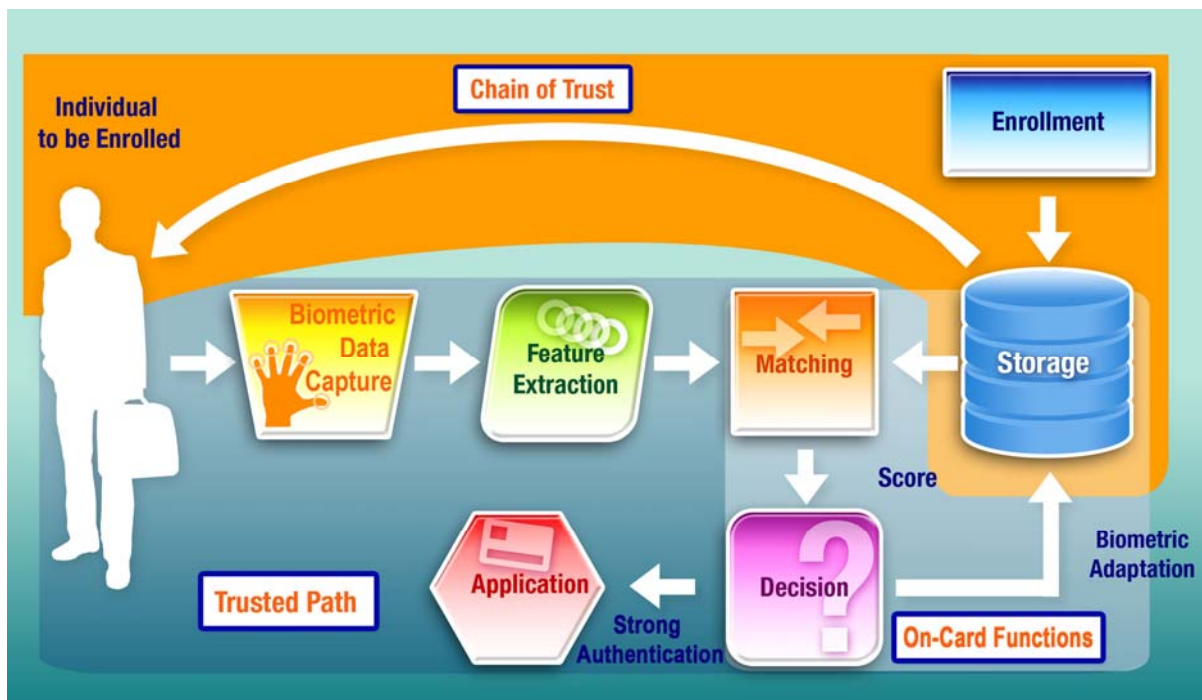 Chain of Trust
Individual
to be Enrolled
Enrollment
Biometric
Data
Capture
Feature
Extraction
Matching
Storage
Score
Biometric
Adaptation
Application
Decision
Trusted Path
Strong
Authentication
On-Card Functions